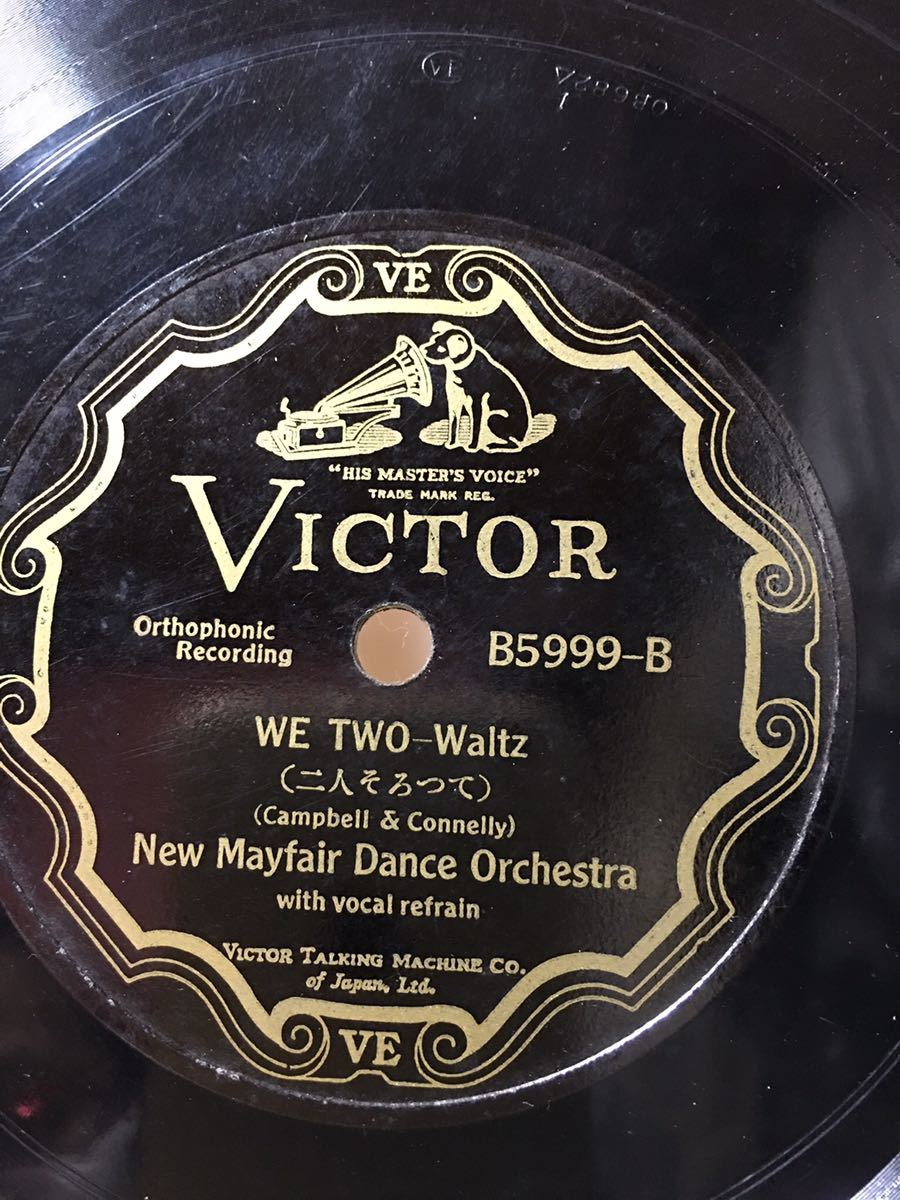 VE
"HIS MASTER'S VOICE"
TRADE MARK REG.
VICTOR
Orthophonic
Recording
B5999-B
WE TWO-Waltz
(二人そろつて)
(Campbell & Connelly)
New Mayfair Dance Orchestra
with vocal refrain
VICTOR TALKING MACHINE CO.
of Japan, Ltd.
VE